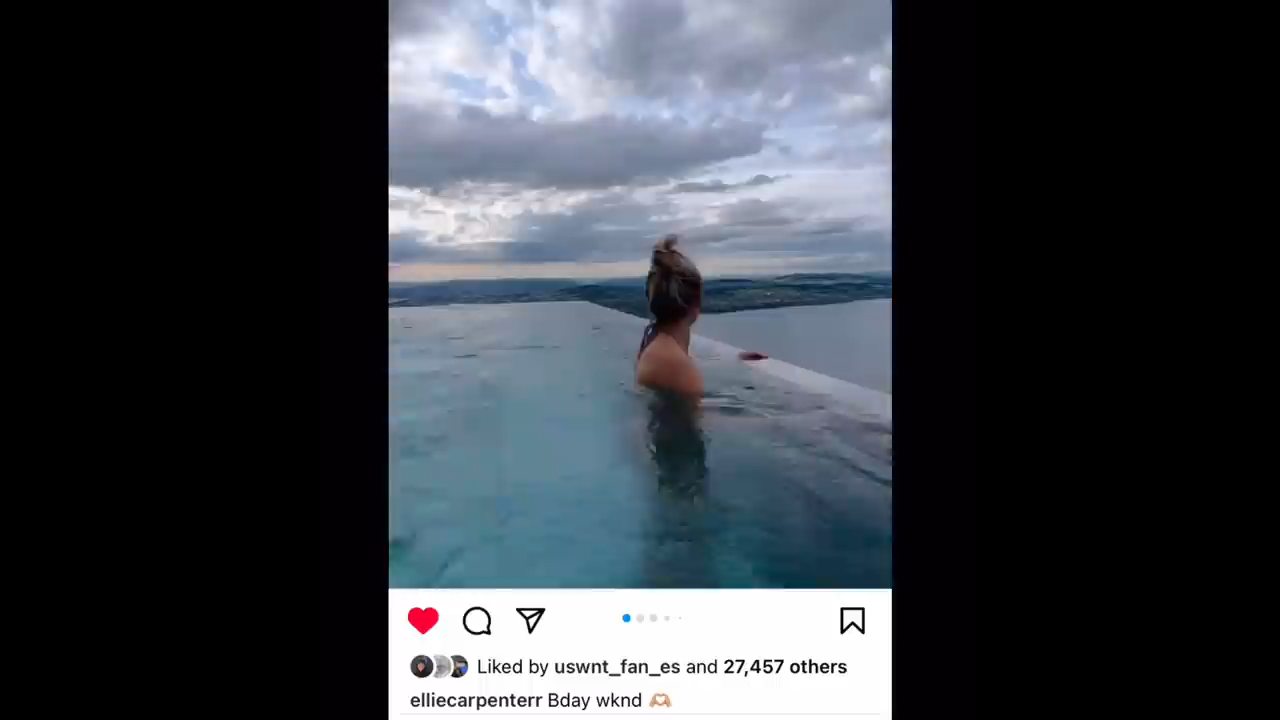 Liked by uswnt_fan_es and 27,457 others
elliecarpenterr Bday wknd 🫶🏼